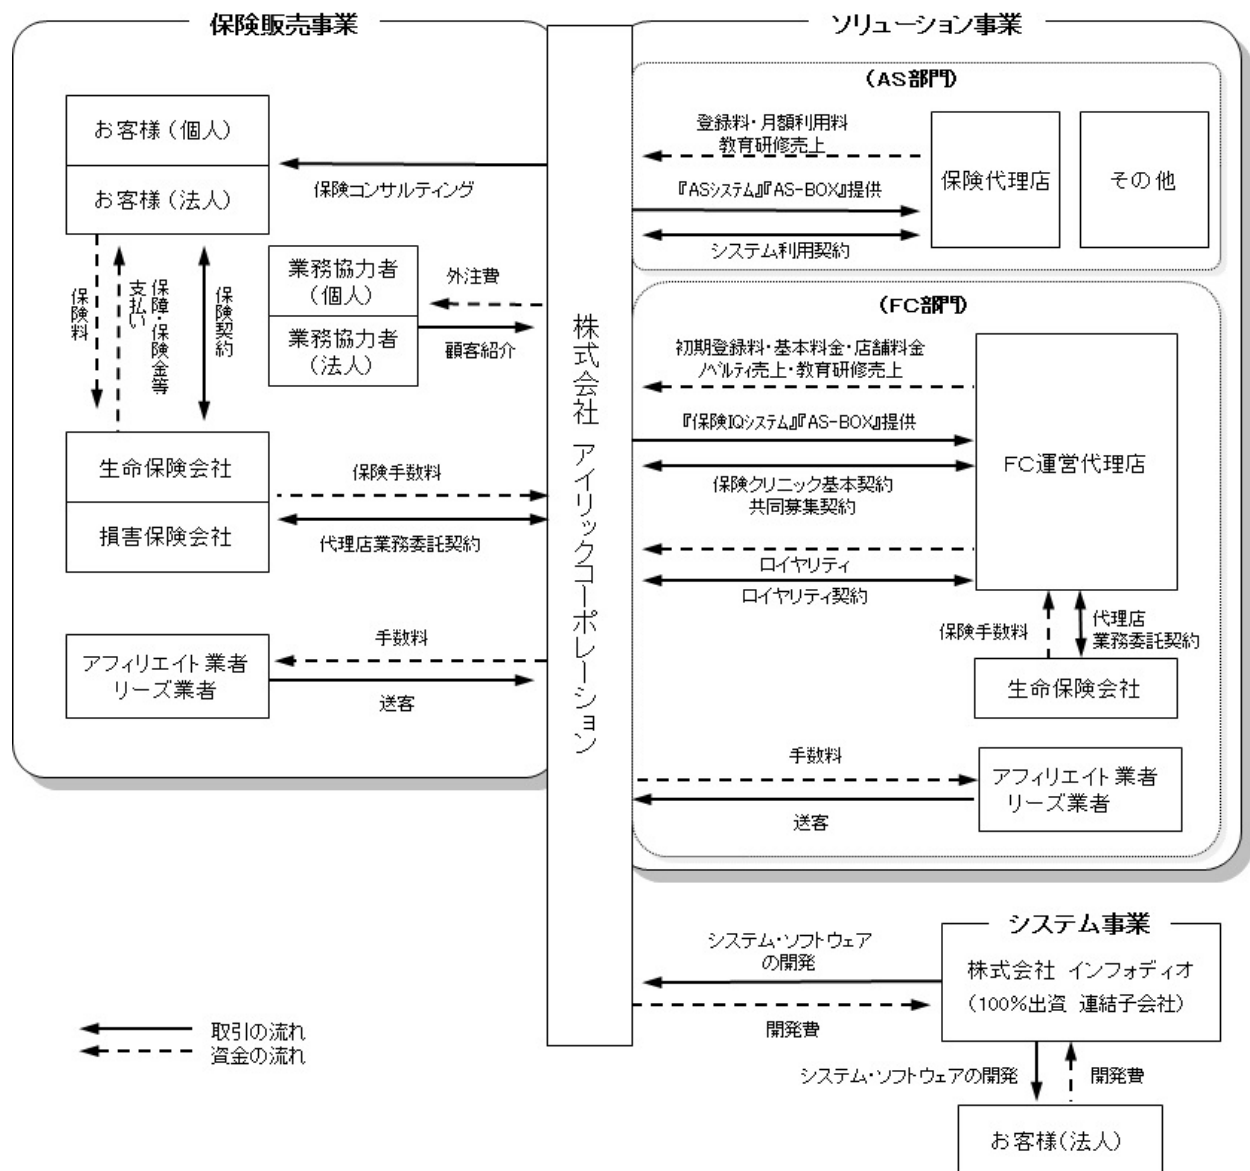 保険販売事業
お客様（個人）
お客様（法人）
保険コンサルティング
保険料
保障・保険金等
支払い
保険契約
業務協力者
（個人）
業務協力者
（法人）
外注費
顧客紹介
生命保険会社
損害保険会社
保険手数料
代理店業務委託契約
アフィリエイト業者
リーズ業者
手数料
送客
株式会社 アイリックコーポレーション
ソリューション事業
（AS部門）
登録料・月額利用料
教育研修売上
『ASシステム』『AS-BOX』提供
システム利用契約
保険代理店
その他
（FC部門）
初期登録料・基本料金・店舗料金
ノベルティ売上・教育研修売上
『保険IQシステム』『AS-BOX』提供
保険クリニック基本契約
共同募集契約
ロイヤリティ
ロイヤリティ契約
FC運営代理店
保険手数料
代理店
業務委託契約
生命保険会社
手数料
送客
アフィリエイト業者
リーズ業者
システム事業
株式会社 インフォディオ
（100%出資 連結子会社）
システム・ソフトウェア
の開発
開発費
システム・ソフトウェアの開発
開発費
お客様（法人）
取引の流れ
資金の流れ